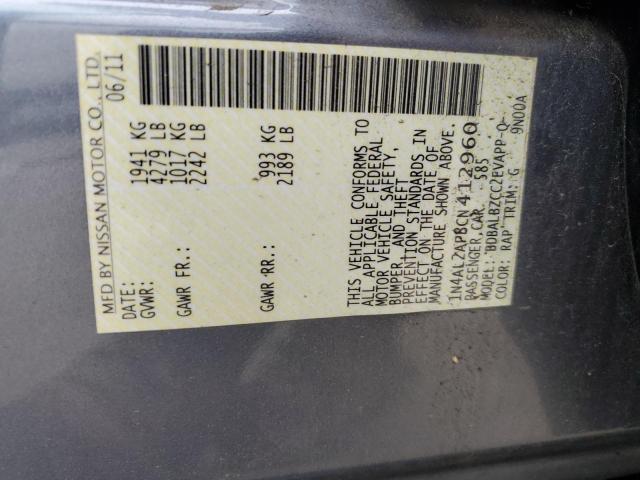 MFD BY NISSAN MOTOR CO., LTD.
DATE: 06/11
GVWR: 1941 KG
4279 LB
GAWR FR.: 1017 KG
2242 LB
GAWR RR.: 993 KG
2189 LB
THIS VEHICLE CONFORMS TO
ALL APPLICABLE FEDERAL
MOTOR VEHICLE SAFETY,
BUMPER, AND THEFT
PREVENTION STANDARDS IN
EFFECT ON THE DATE OF
MANUFACTURE SHOWN ABOVE.
1N4AL2AP8CN412960
PASSENGER CAR 585
MODEL: BDBALBZCC2EVAPP-Q-
COLOR: RAP TRIM: G 9N00A